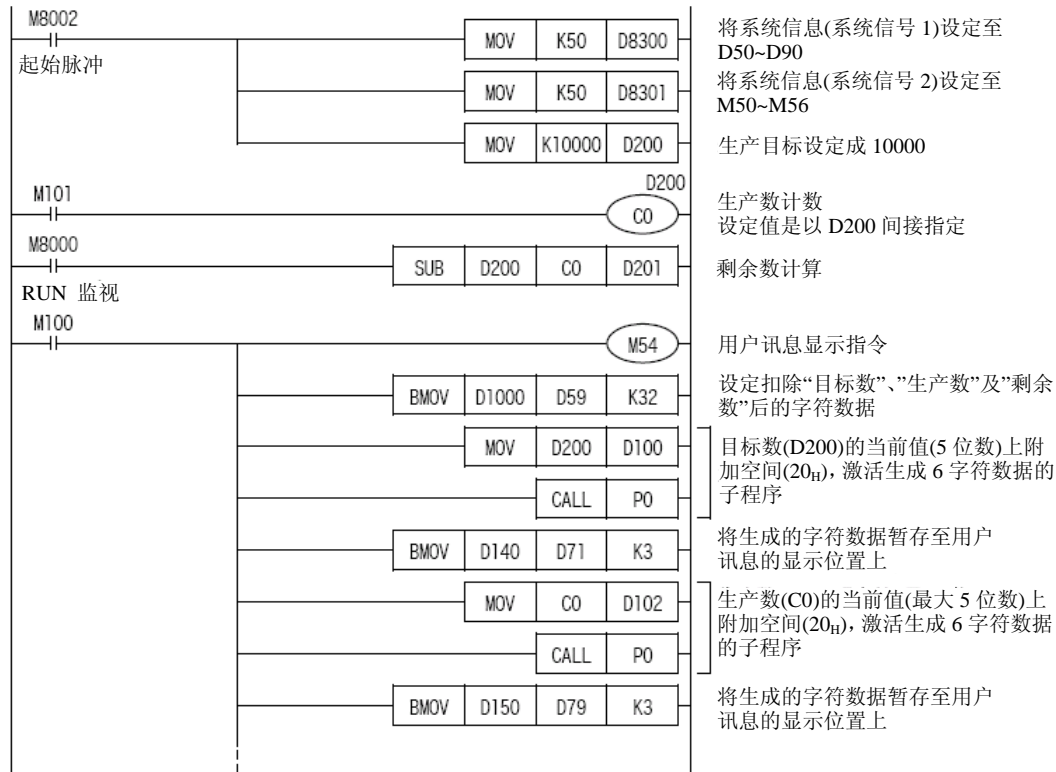 M8002
起始脉冲
MOV K50 D8300
将系统信息(系统信号 1)设定至
D50~D90
MOV K50 D8301
将系统信息(系统信号 2)设定至
M50~M56
MOV K10000 D200
生产目标设定成 10000
M101
D200
C0
生产数计数
设定值是以 D200 间接指定
M8000
RUN 监视
SUB D200 C0 D201
剩余数计算
M100
M54
用户讯息显示指令
BMOV D1000 D59 K32
设定扣除“目标数”、”生产数”及”剩余
数”后的字符数据
MOV D200 D100
CALL P0
目标数(D200)的当前值(5 位数)上附
加空间(20H),激活生成 6 字符数据的
子程序
BMOV D140 D71 K3
将生成的字符数据暂存至用户
讯息的显示位置上
MOV C0 D102
CALL P0
生产数(C0)的当前值(最大 5 位数)上
附加空间(20H),激活生成 6 字符数据
的子程序
BMOV D150 D79 K3
将生成的字符数据暂存至用户
讯息的显示位置上